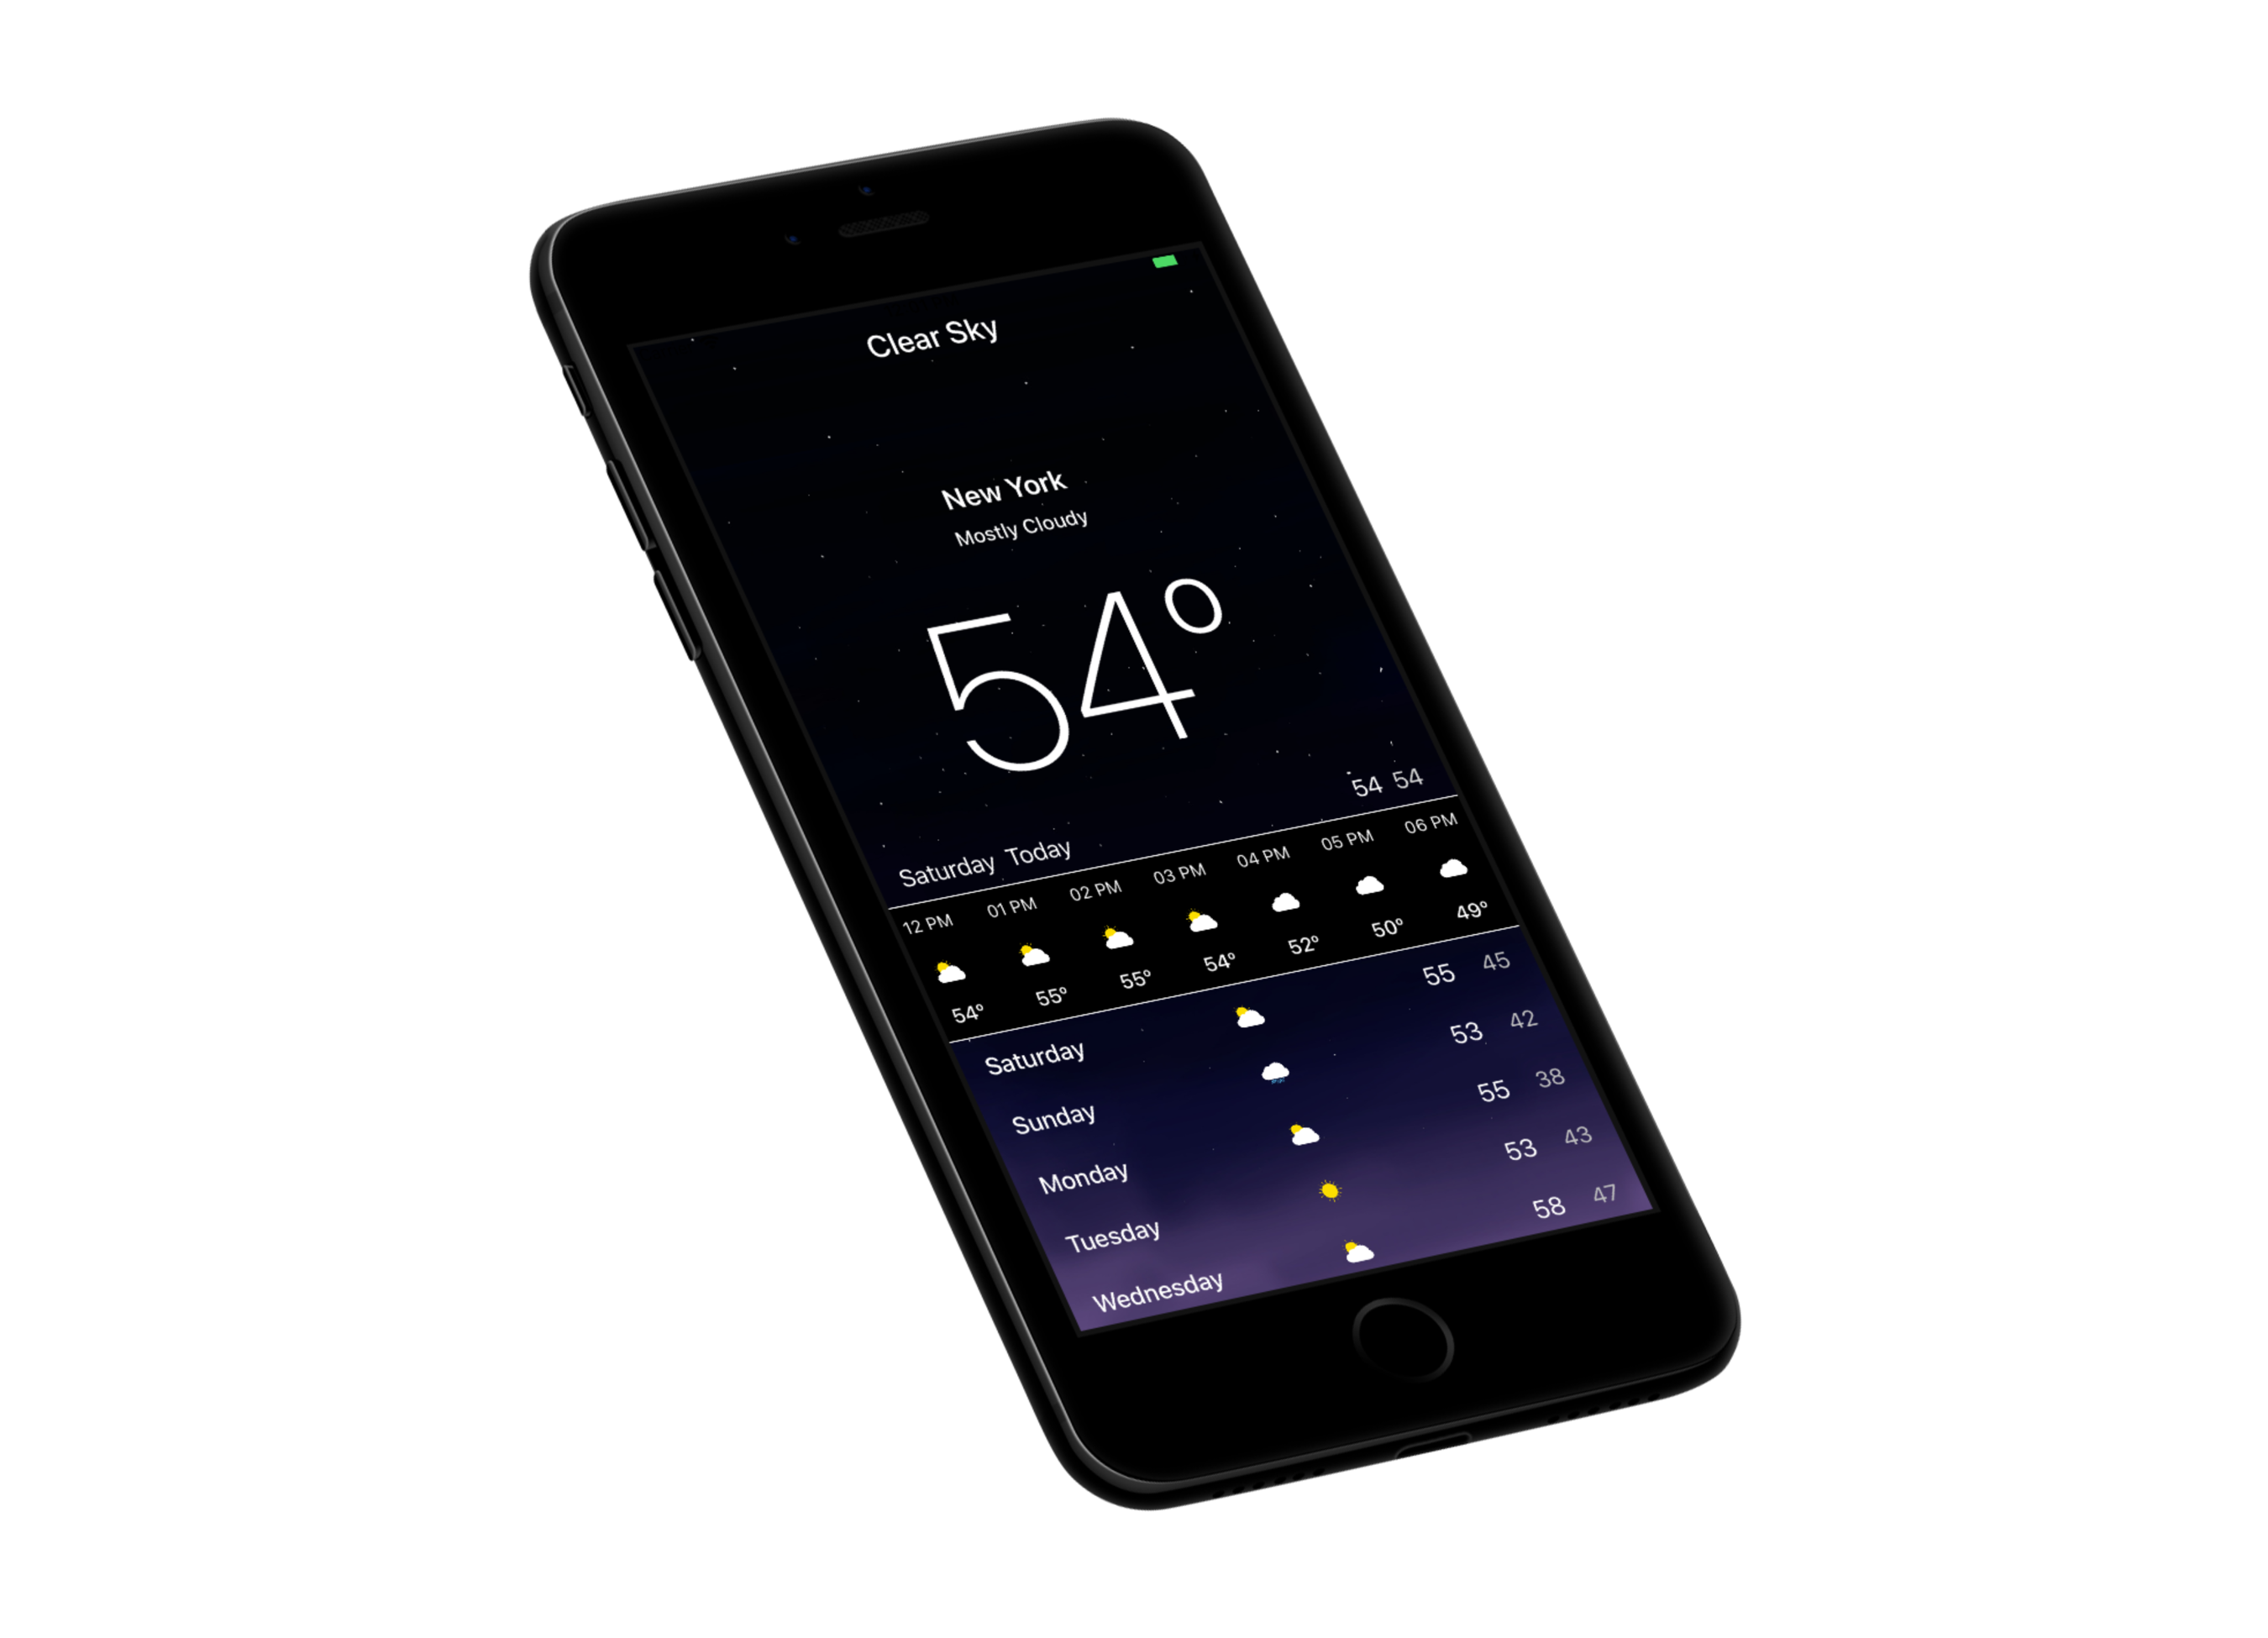 Clear Sky
New York
Mostly Cloudy
54°
Saturday Today 54 54
12 PM 01 PM 02 PM 03 PM 04 PM 05 PM 06 PM
54° 55° 55° 54° 52° 50° 49°
Saturday 55 45
Sunday 53 42
Monday 55 38
Tuesday 53 43
Wednesday 58 47